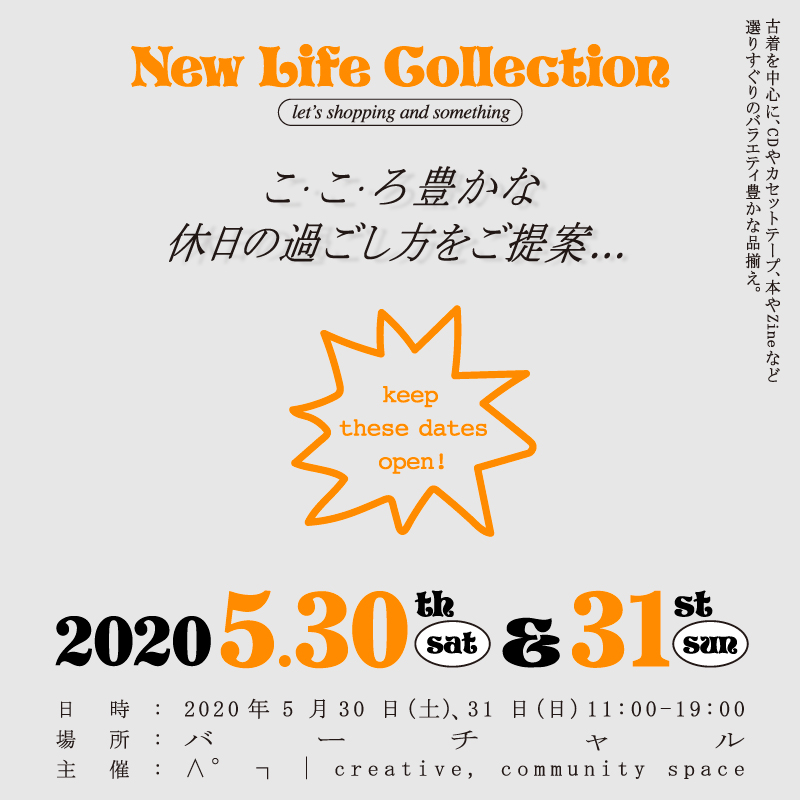 New Life Collection
let's shopping and something
古着を中心に、CDやカセットテープ、本やZineなど
選りすぐりのバラエティ豊かな品揃え。
こ・こ・ろ豊かな
休日の過ごし方をご提案...
keep
these dates
open!
2020 5.30th sat & 31st sun
日時：2020年5月30日(土)、31日(日)11:00-19:00
場所：バーチャル
主催：∧° ┐ | creative, community space